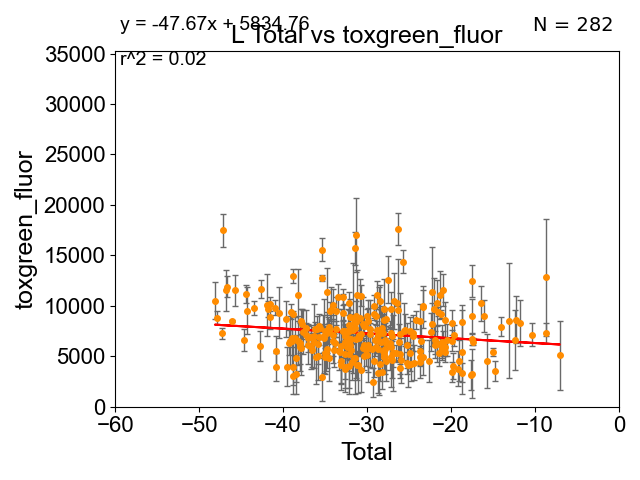 y = -47.67x + 5834.76
N = 282
L Total vs toxgreen_fluor
r^2 = 0.02
35000
30000
25000
20000
15000
10000
5000
0
toxgreen_fluor
−60
−50
−40
−30
−20
−10
0
Total